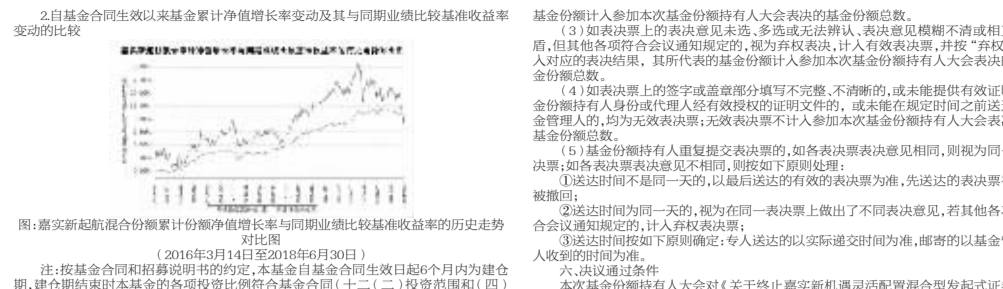 2.自基金合同生效以来基金累计净值增长率变动及其与同期业绩比较基准收益率
变动的比较
图:嘉实新起航混合份额累计份额净值增长率与同期业绩比较基准收益率的历史走势
对比图
(2016年3月14日至2018年6月30日)
注:按基金合同和招募说明书的约定,本基金自基金合同生效日起6个月内为建仓
期,建仓期结束时本基金的各项投资比例符合基金合同(十二(二)投资范围和(四)
基金份额计入参加本次基金份额持有人大会表决的基金份额总数。
(3)如表决票上的表决意见未选、多选或无法辨认、表决意见模糊不清或相
盾,但其他各项符合会议通知规定的,视为弃权表决,计入有效表决票,并按“弃权
入对应的表决结果,其所代表的基金份额计入参加本次基金份额持有人大会表决
金份额总数。
(4)如表决票上的签字或盖章部分填写不完整、不清晰的,或未能提供有效证
金份额持有人身份或代理人经有效授权的证明文件的,或未能在规定时间之前送
金管理人的,均为无效表决票;无效表决票不计入参加本次基金份额持有人大会表
基金份额总数。
(5)基金份额持有人重复提交表决票的,如各表决票表决意见相同,则视为同
决票;如各表决票表决意见不相同,则按如下原则处理:
①送达时间不是同一天的,以最后送达的有效的表决票为准,先送达的表决票
被撤回;
②送达时间为同一天的,视为在同一表决票上做出了不同表决意见,若其他各
合会议通知规定的,计入弃权表决票;
③送达时间按如下原则确定:专人送达的以实际递交时间为准,邮寄的以基金
人收到的时间为准。
六、决议通过条件
本次基金份额持有人大会对《关于终止嘉实新机遇灵活配置混合型发起式证